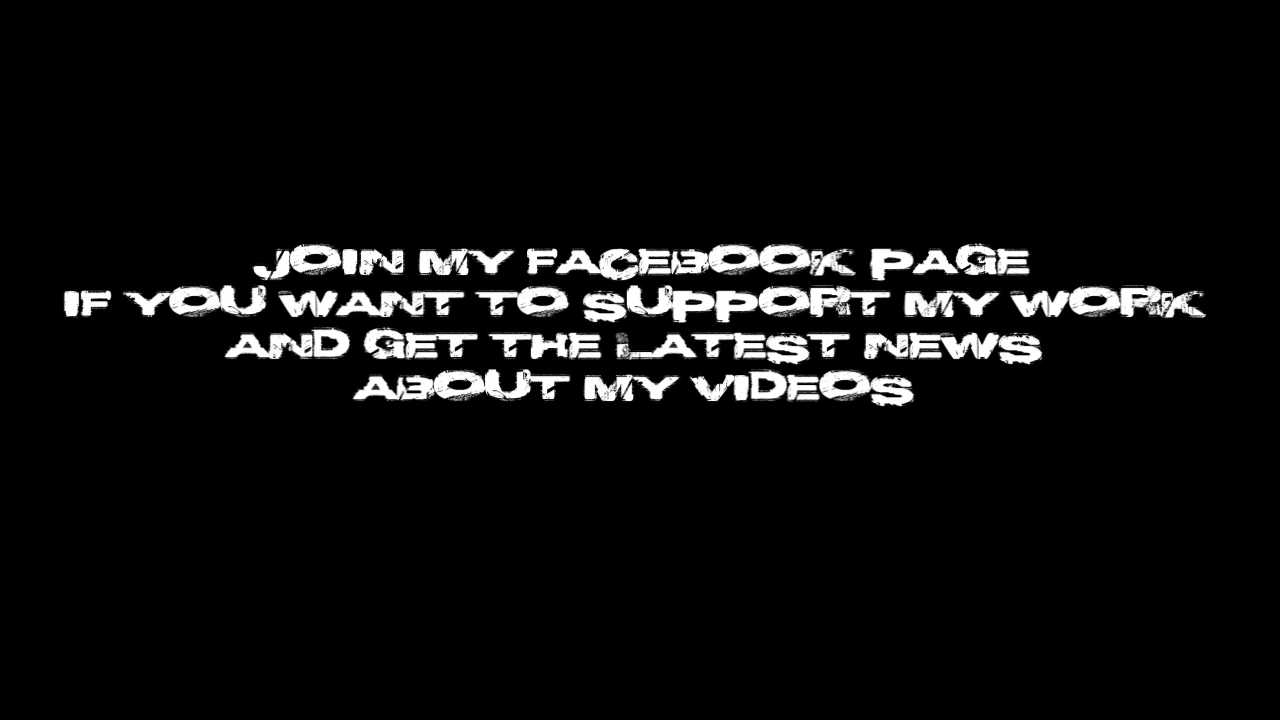 JOIN MY FACEBOOK PAGE
IF YOU WANT TO SUPPORT MY WORK
AND GET THE LATEST NEWS
ABOUT MY VIDEOS